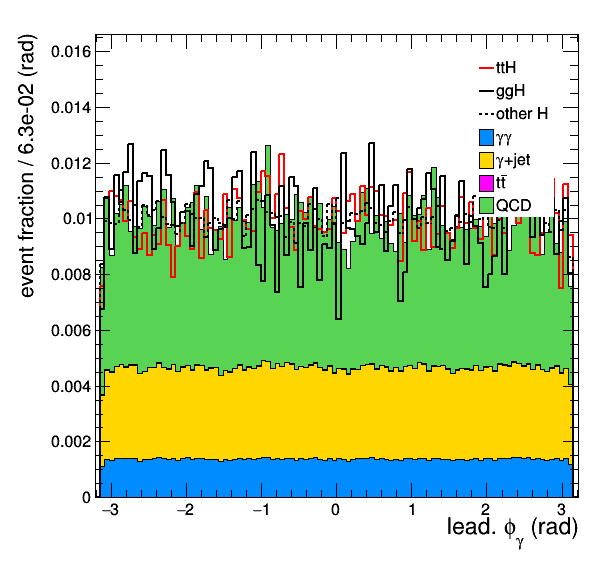 event fraction / 6.3e-02 (rad)
0.016
0.014
0.012
0.01
0.008
0.006
0.004
0.002
0
ttH
ggH
other H
γγ
γ+jet
tt̄
QCD
−3 −2 −1 0 1 2 3
lead. ϕγ (rad)